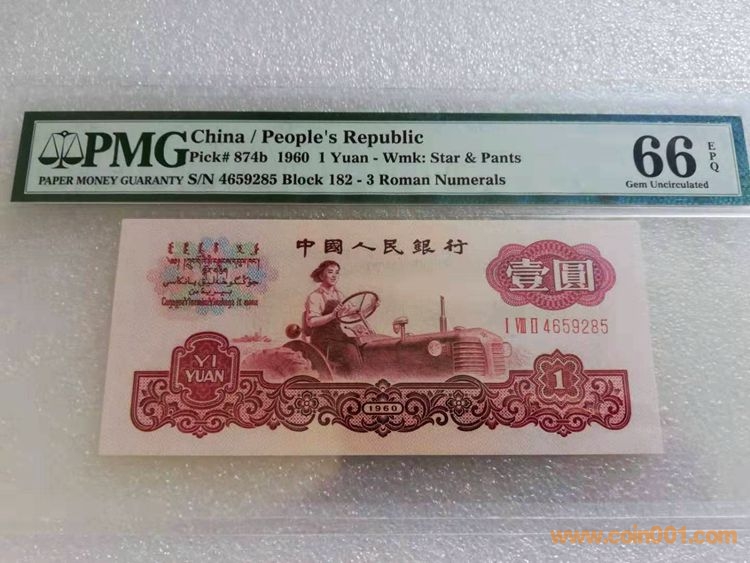 PMG
PAPER MONEY GUARANTY
China / People's Republic
Pick# 874b 1960 1 Yuan - Wmk: Star & Pants
S/N 4659285 Block 182 - 3 Roman Numerals
66 EPQ
Gem Uncirculated
中國人民銀行
壹圓
I VIII II 4659285
YI
YUAN
1960
1
www.coin001.com